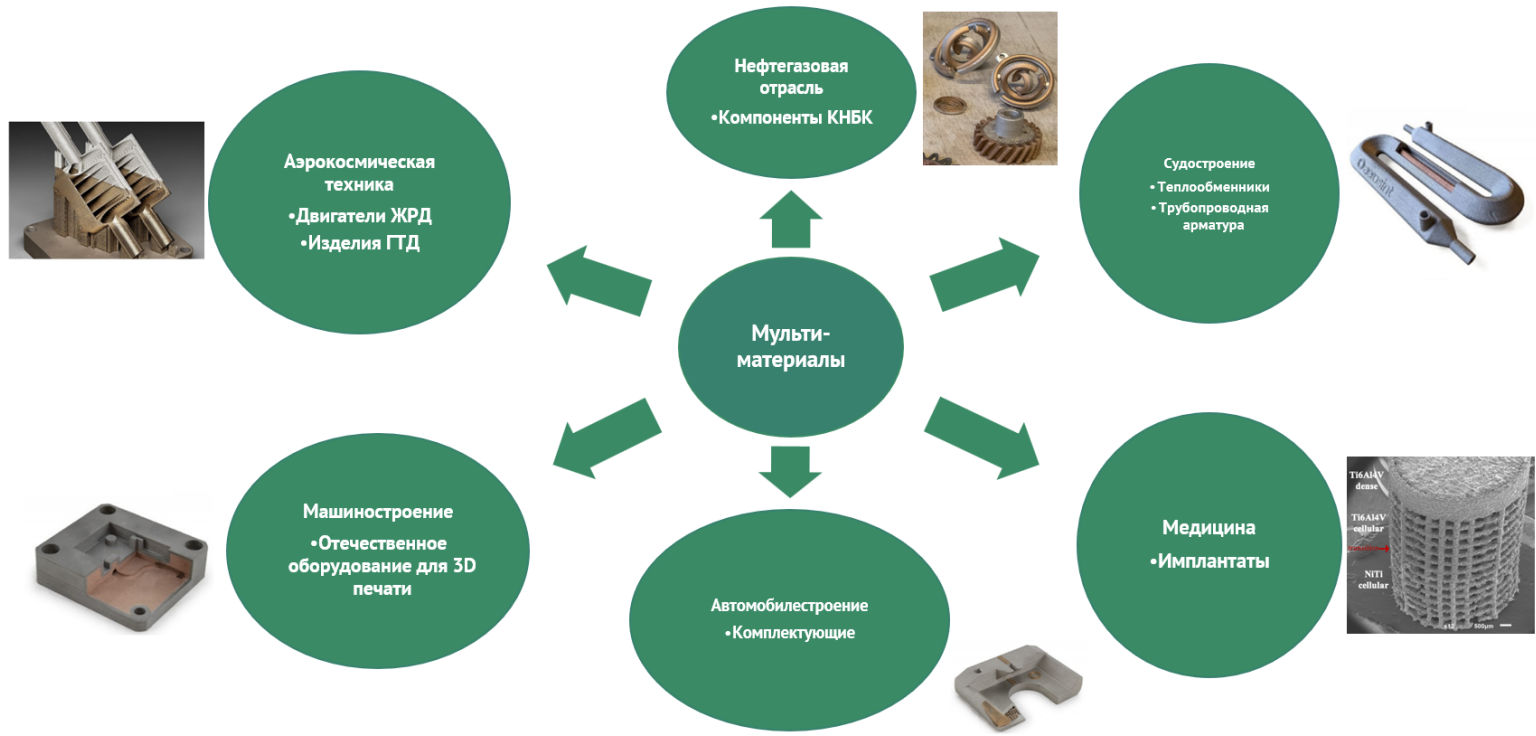 Нефтегазовая
отрасль
•Компоненты КНБК
Аэрокосмическая
техника
•Двигатели ЖРД
•Изделия ГТД
Судостроение
•Теплообменники
•Трубопроводная
арматура
Мульти-
материалы
Машиностроение
•Отечественное
оборудование для 3D
печати
Автомобилестроение
•Комплектующие
Медицина
•Имплантаты
Ti6Al4V
dense
Ti6Al4V
cellular
NiTi
cellular
x12 500μm